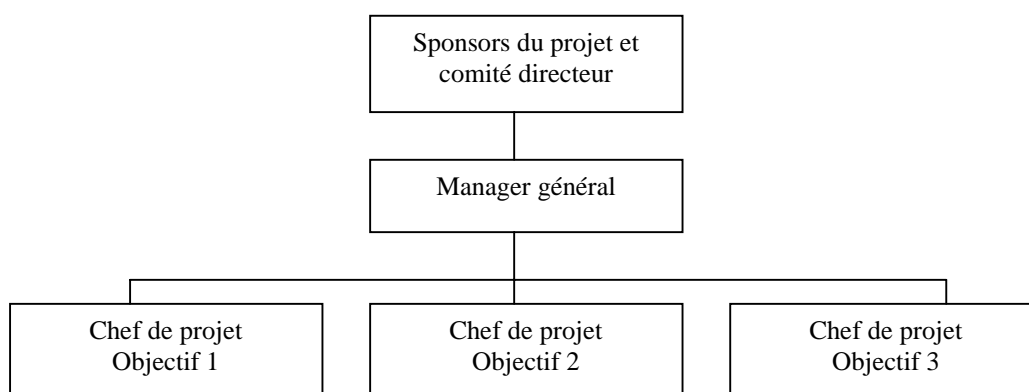 Sponsors du projet et
comité directeur
Manager général
Chef de projet
Objectif 1
Chef de projet
Objectif 2
Chef de projet
Objectif 3